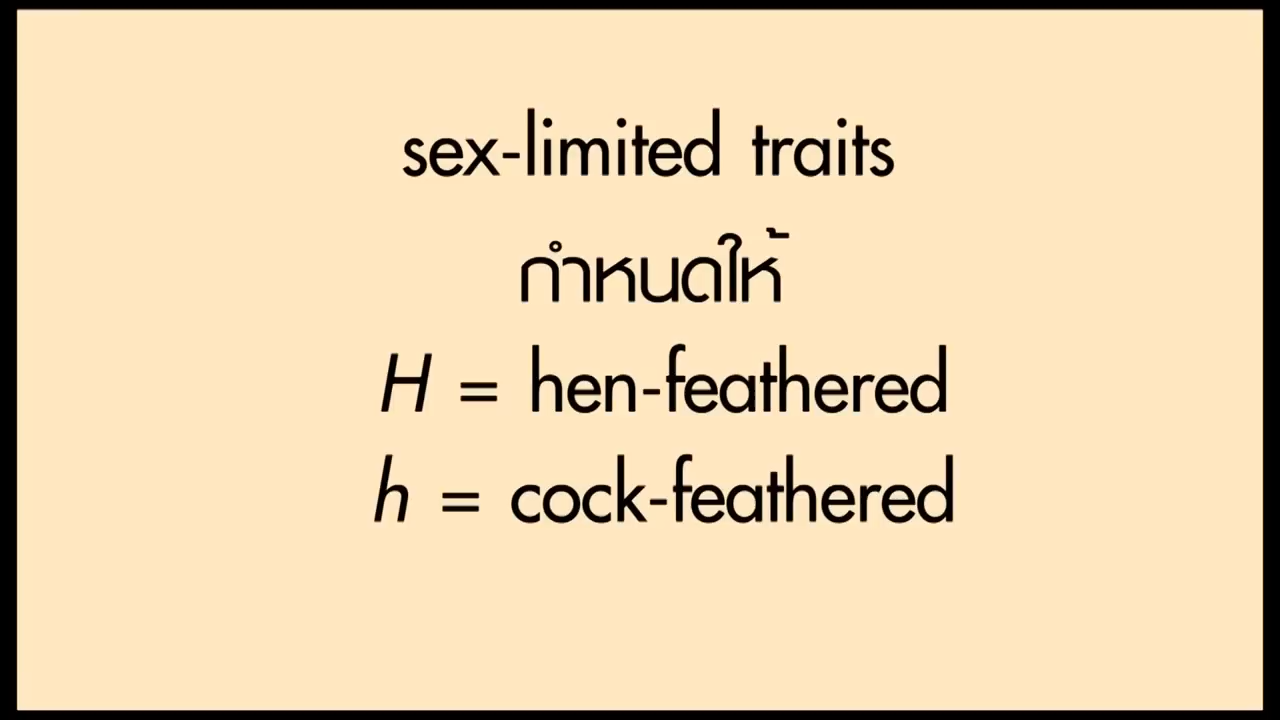 sex-limited traits
กำหนดให้
H = hen-feathered
h = cock-feathered